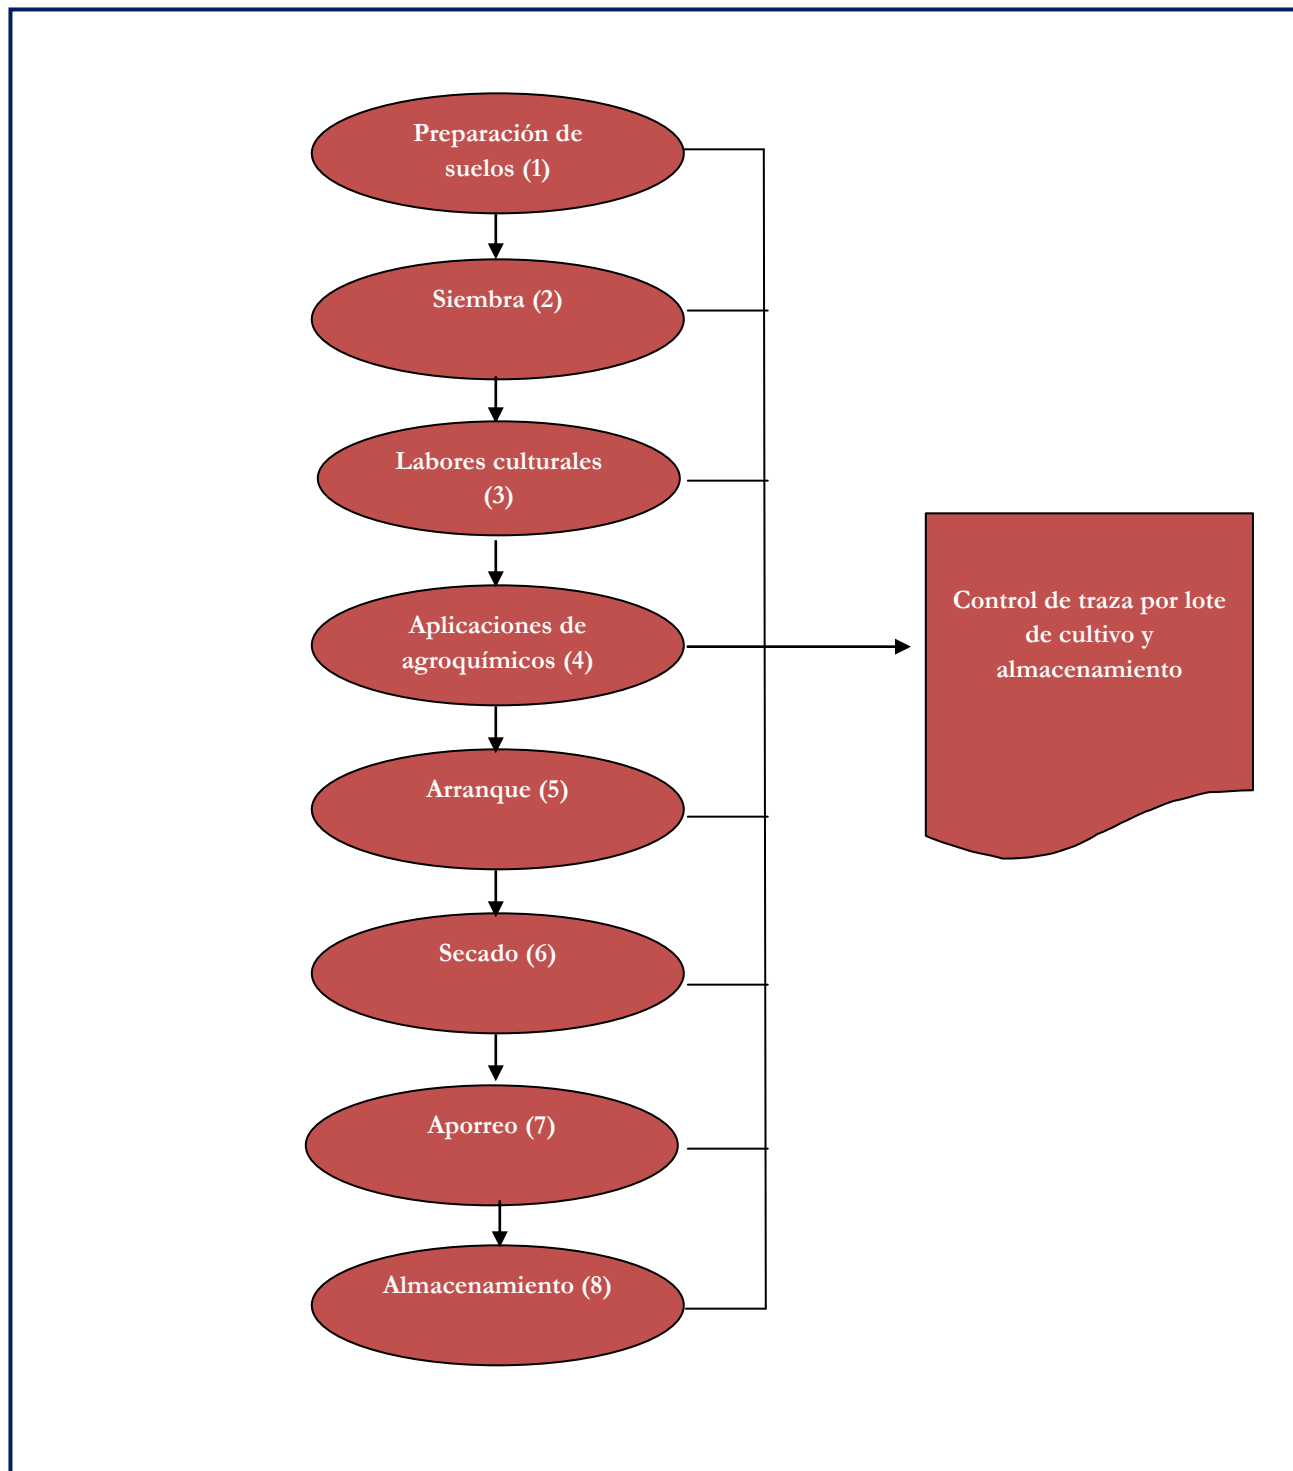 Preparación de
suelos (1)
Siembra (2)
Labores culturales
(3)
Aplicaciones de
agroquímicos (4)
Arranque (5)
Secado (6)
Aporreo (7)
Almacenamiento (8)
Control de traza por lote
de cultivo y
almacenamiento